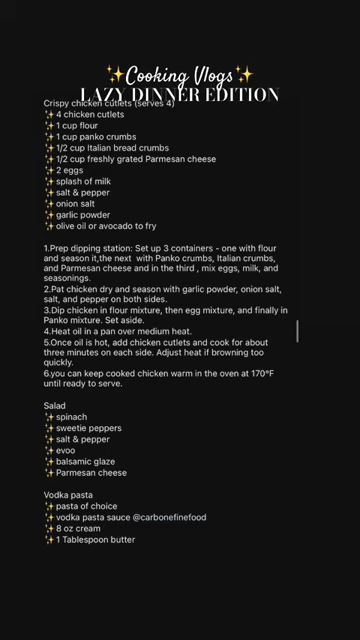 ✨Cooking Vlogs✨
LAZY DINNER EDITION
Crispy chicken cutlets (serves 4)
✨4 chicken cutlets
✨1 cup flour
✨1 cup panko crumbs
✨1/2 cup Italian bread crumbs
✨1/2 cup freshly grated Parmesan cheese
✨2 eggs
✨splash of milk
✨salt & pepper
✨onion salt
✨garlic powder
✨olive oil or avocado to fry
1.Prep dipping station: Set up 3 containers - one with flour
and season it,the next  with Panko crumbs, Italian crumbs,
and Parmesan cheese and in the third , mix eggs, milk, and
seasonings.
2.Pat chicken dry and season with garlic powder, onion salt,
salt, and pepper on both sides.
3.Dip chicken in flour mixture, then egg mixture, and finally in
Panko mixture. Set aside.
4.Heat oil in a pan over medium heat.
5.Once oil is hot, add chicken cutlets and cook for about
three minutes on each side. Adjust heat if browning too
quickly.
6.you can keep cooked chicken warm in the oven at 170°F
until ready to serve.
Salad
✨spinach
✨sweetie peppers
✨salt & pepper
✨evoo
✨balsamic glaze
✨Parmesan cheese
Vodka pasta
✨pasta of choice
✨vodka pasta sauce @carbonefinefood
✨8 oz cream
✨1 Tablespoon butter